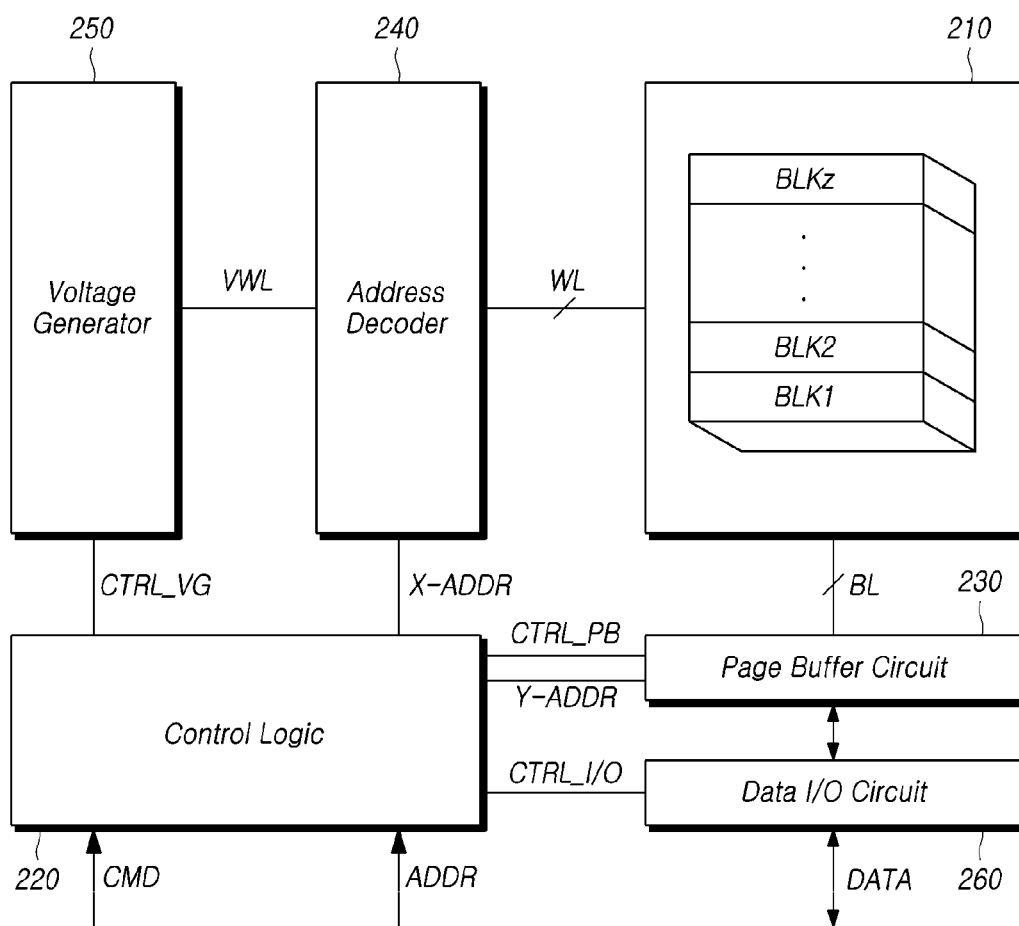 250
240
210
BLKz
Voltage
Generator
VWL
Address
Decoder
WL
BLK2
BLK1
CTRL_VG
X-ADDR
BL
230
CTRL_PB
Page Buffer Circuit
Y-ADDR
Control Logic
CTRL_I/O
Data I/O Circuit
220
CMD
ADDR
DATA
260